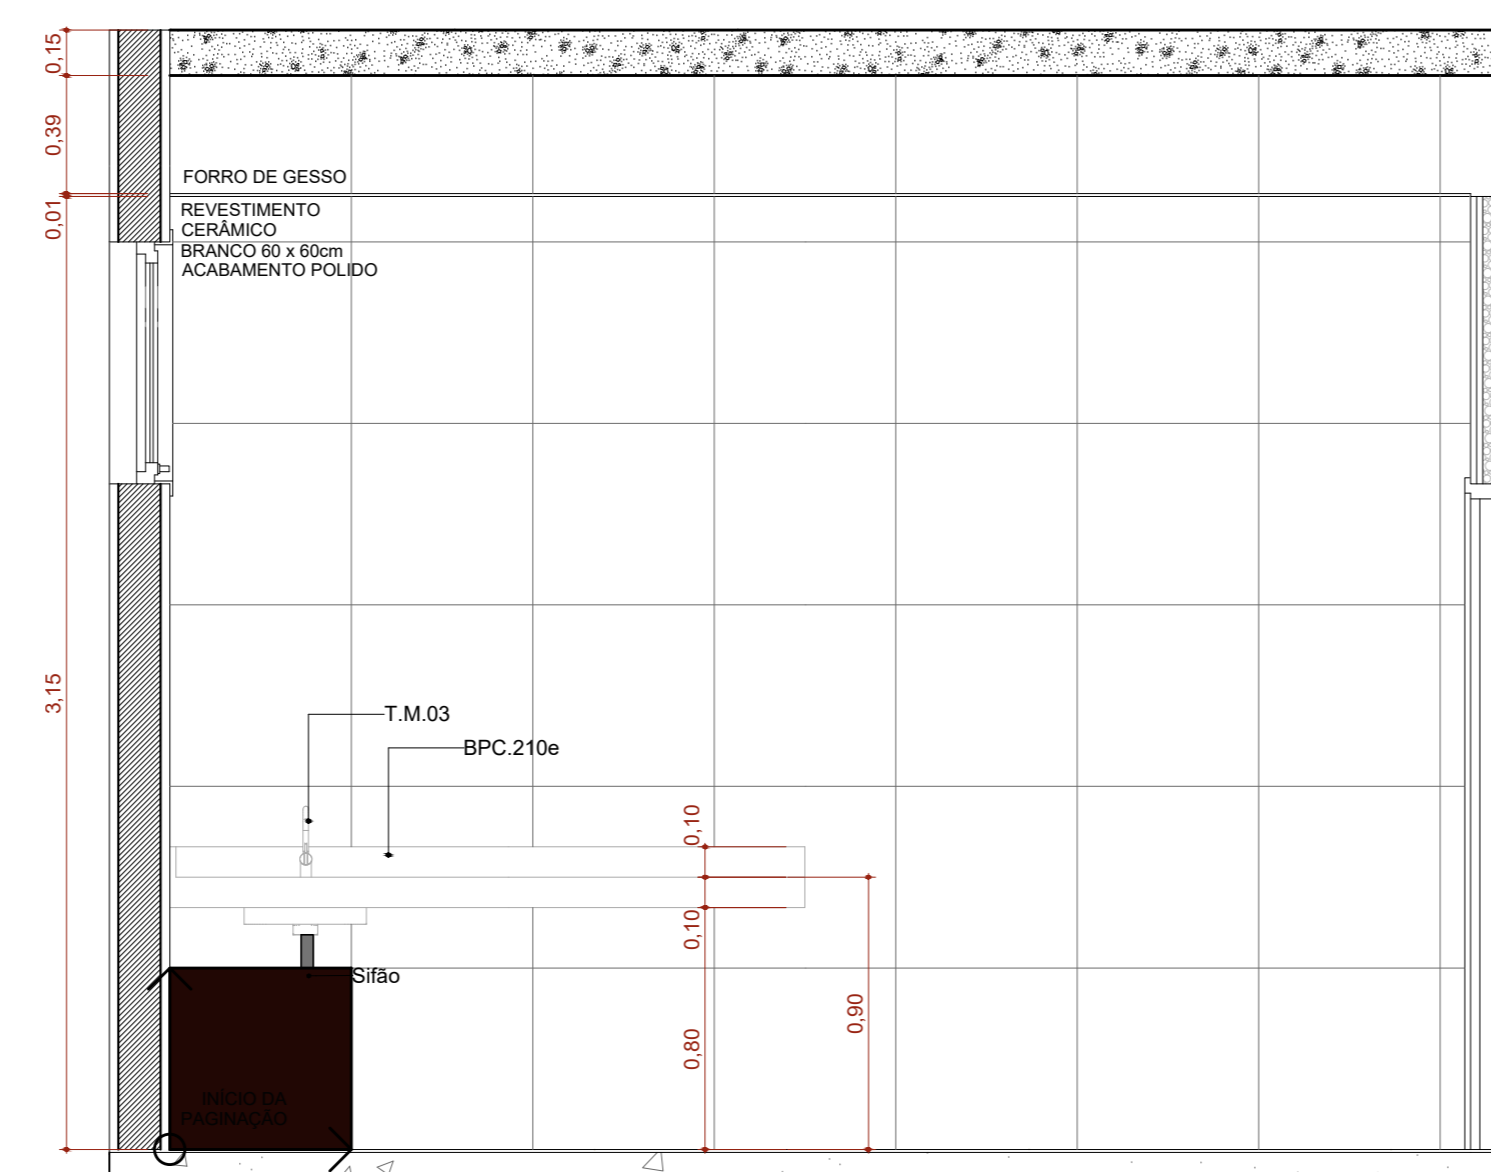 0,15
0,39
FORRO DE GESSO
0,01
REVESTIMENTO
CERÂMICO
BRANCO 60 x 60cm
ACABAMENTO POLIDO
3,15
T.M.03
BPC.210e
0,10
0,10
Sifão
0,90
0,80
INÍCIO DA
PAGINAÇÃO